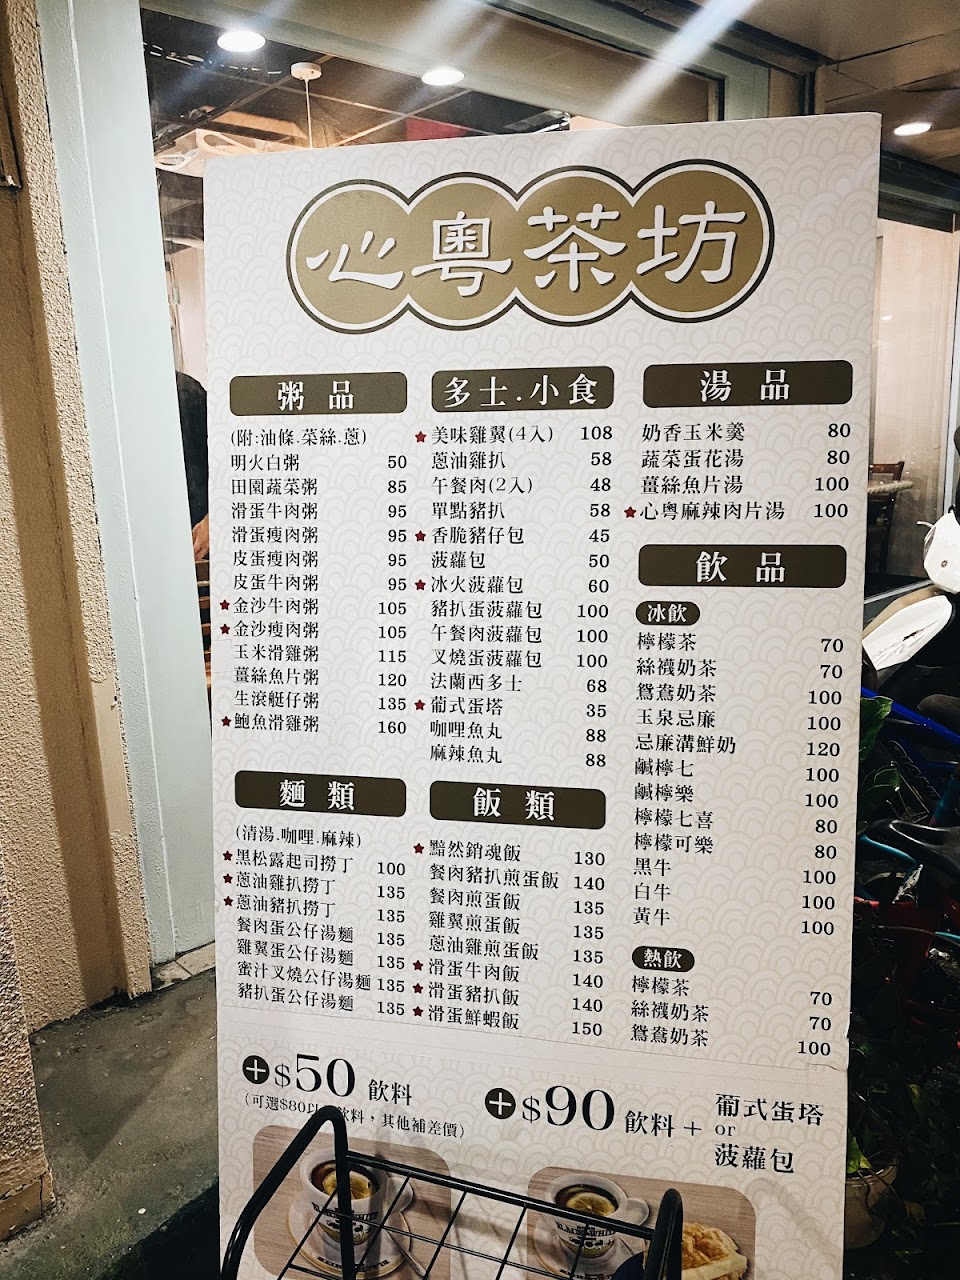 心粵茶坊
粥品
(附:油條.菜絲.蔥)
明火白粥 50
田園蔬菜粥 85
滑蛋牛肉粥 95
滑蛋瘦肉粥 95
皮蛋瘦肉粥 95
皮蛋牛肉粥 95
★金沙牛肉粥 105
★金沙瘦肉粥 105
玉米滑雞粥 115
薑絲魚片粥 120
生滾艇仔粥 135
★鮑魚滑雞粥 160
多士.小食
★美味雞翼(4入) 108
蔥油雞扒 58
午餐肉(2入) 48
單點豬扒 58
★香脆豬仔包 45
菠蘿包 50
★冰火菠蘿包 60
豬扒蛋菠蘿包 100
午餐肉菠蘿包 100
叉燒蛋菠蘿包 100
法蘭西多士 68
★葡式蛋塔 35
咖哩魚丸 88
麻辣魚丸 88
湯品
奶香玉米羹 80
蔬菜蛋花湯 80
薑絲魚片湯 100
★心粵麻辣肉片湯 100
飲品
冰飲
檸檬茶 70
絲襪奶茶 70
鴛鴦奶茶 100
玉泉忌廉 100
忌廉溝鮮奶 120
鹹檸七 100
鹹檸樂 100
檸檬七喜 80
檸檬可樂 80
黑牛 100
白牛 100
黃牛 100
熱飲
檸檬茶 70
絲襪奶茶 70
鴛鴦奶茶 100
麵類
(清湯.咖哩.麻辣)
★黑松露起司撈丁 100
★蔥油雞扒撈丁 135
★蔥油豬扒撈丁 135
餐肉蛋公仔湯麵 135
雞翼蛋公仔湯麵 135
蜜汁叉燒公仔湯麵 135
豬扒蛋公仔湯麵 135
飯類
★黯然銷魂飯 130
餐肉豬扒煎蛋飯 140
餐肉煎蛋飯 135
雞翼煎蛋飯 135
蔥油雞煎蛋飯 135
★滑蛋牛肉飯 140
★滑蛋豬扒飯 140
★滑蛋鮮蝦飯 150
+$50飲料
(可選$80以飲料，其他補差價)
+$90飲料+
葡式蛋塔
or
菠蘿包